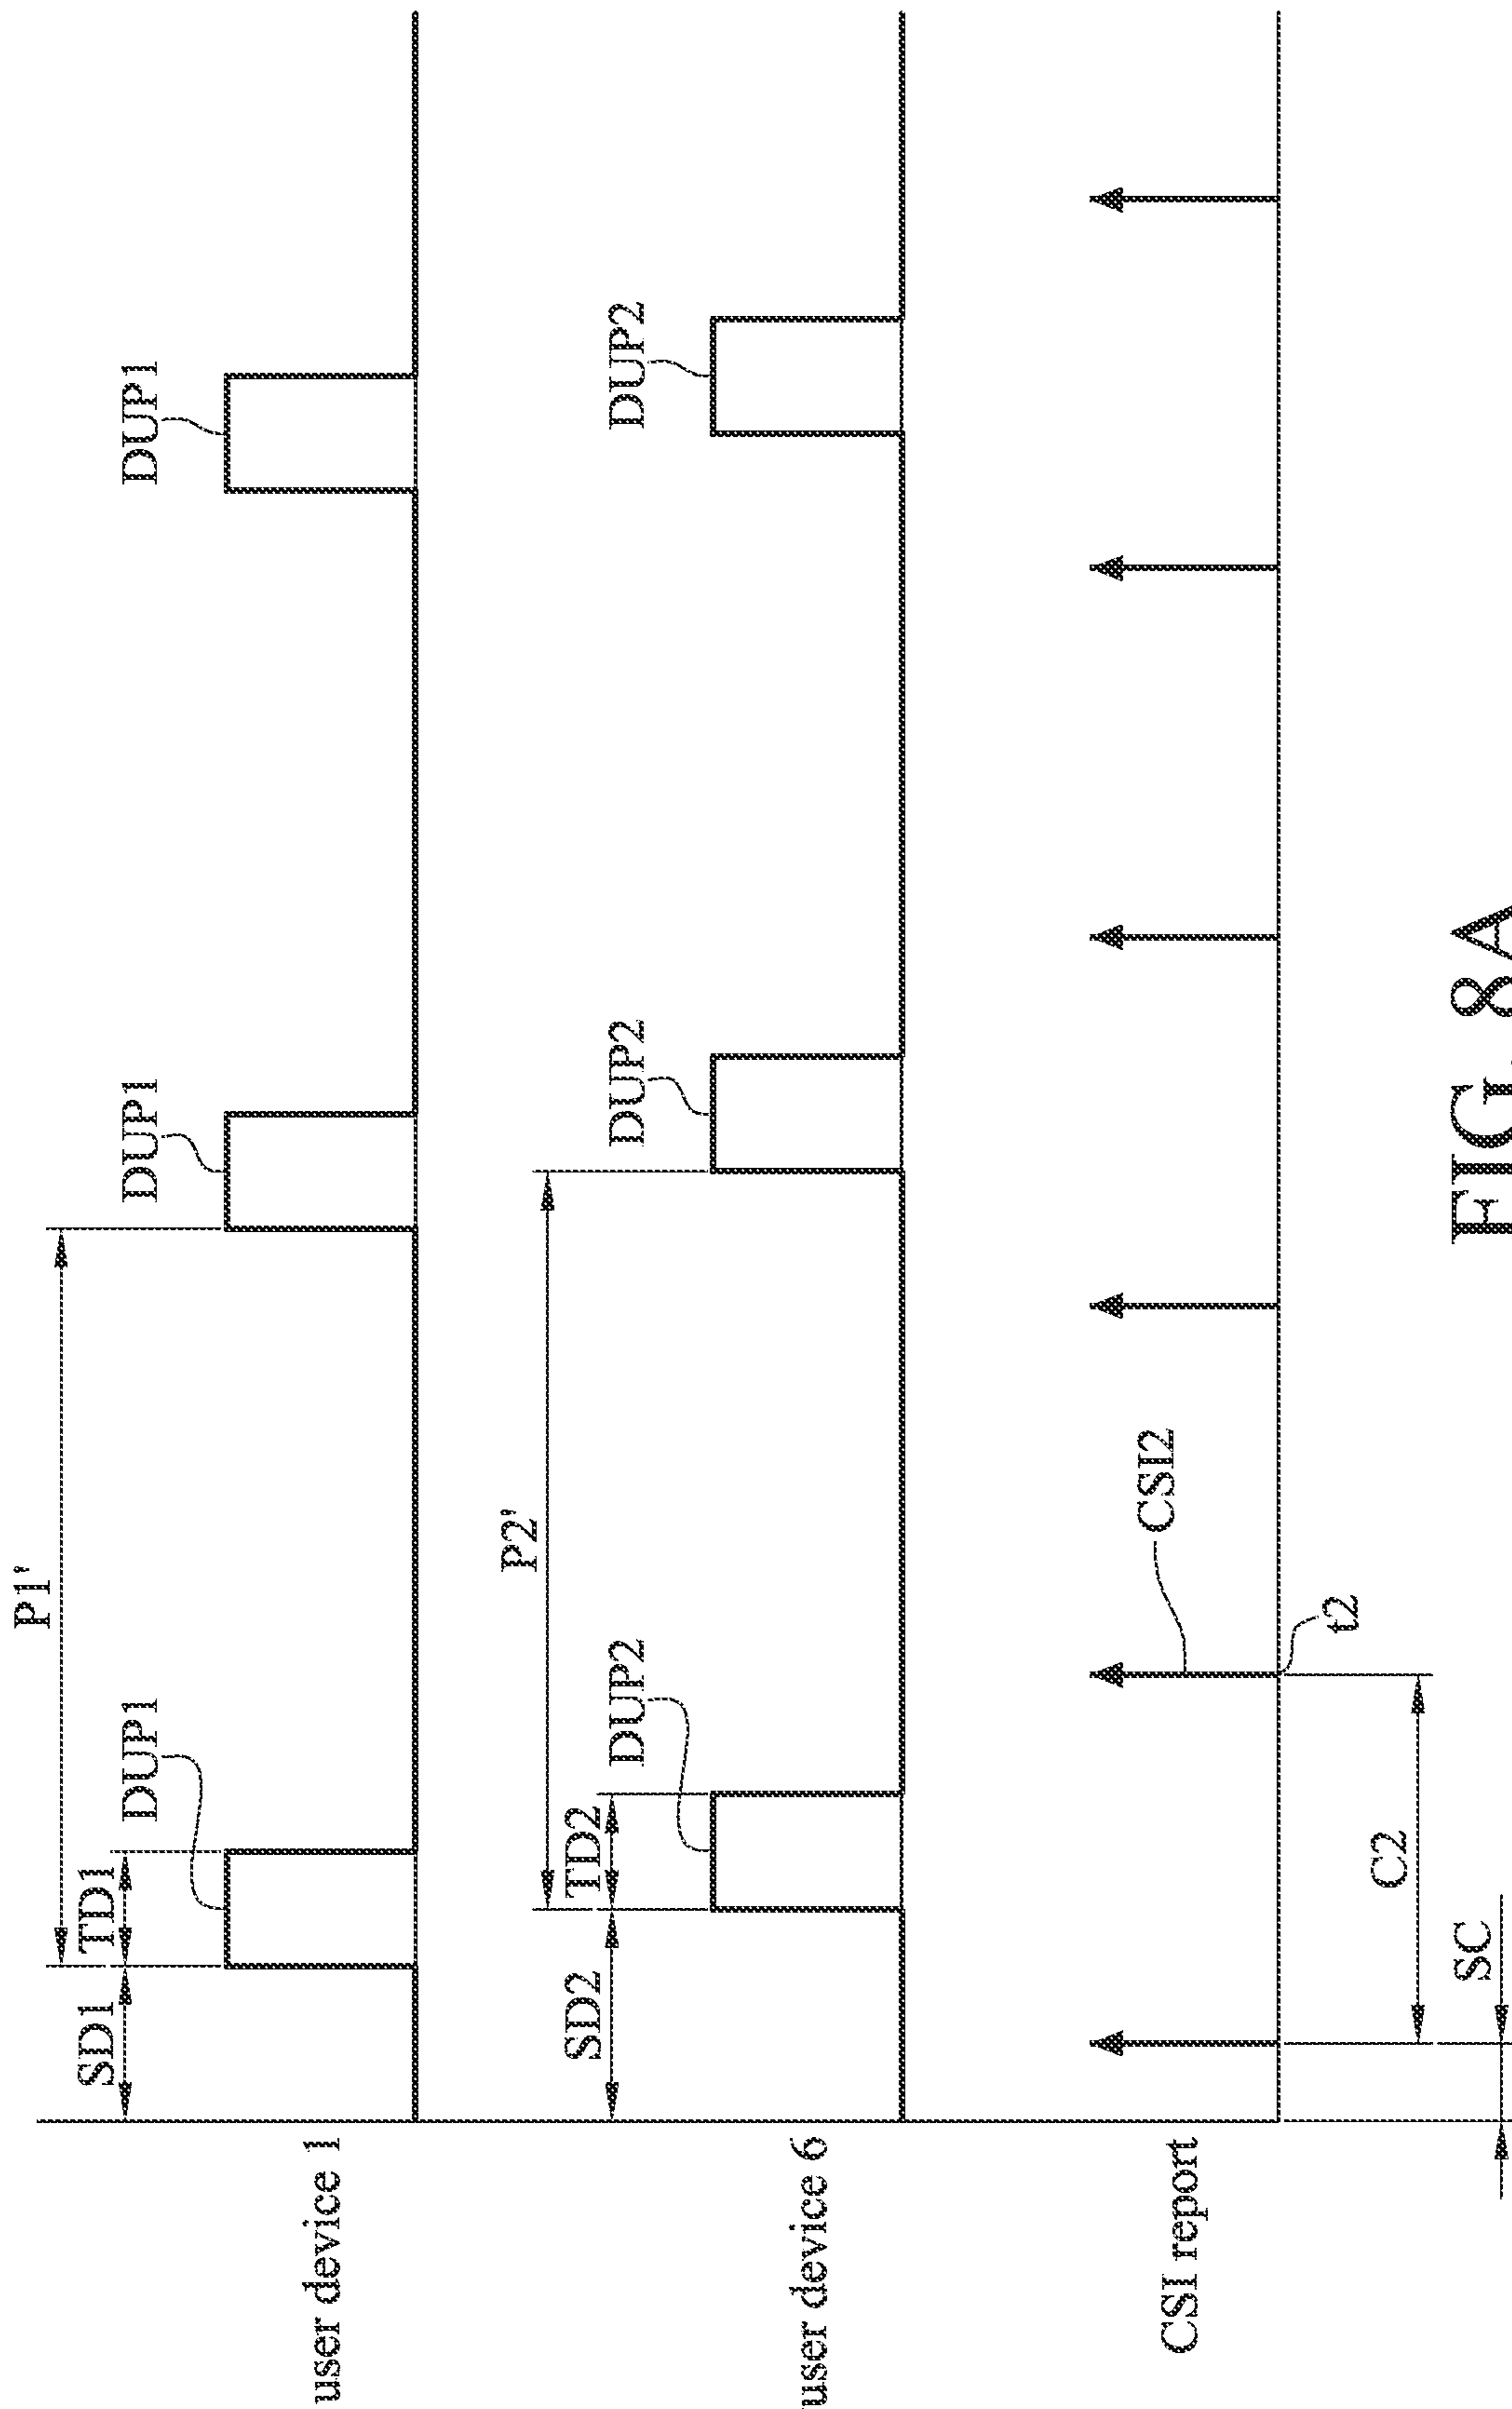 P1'
SD1
TD1
DUP1
DUP1
DUP1
user device 1
P2'
SD2
TD2
DUP2
DUP2
DUP2
user device 6
CSI2
CSI report
t2
C2
SC
FIG. 8A